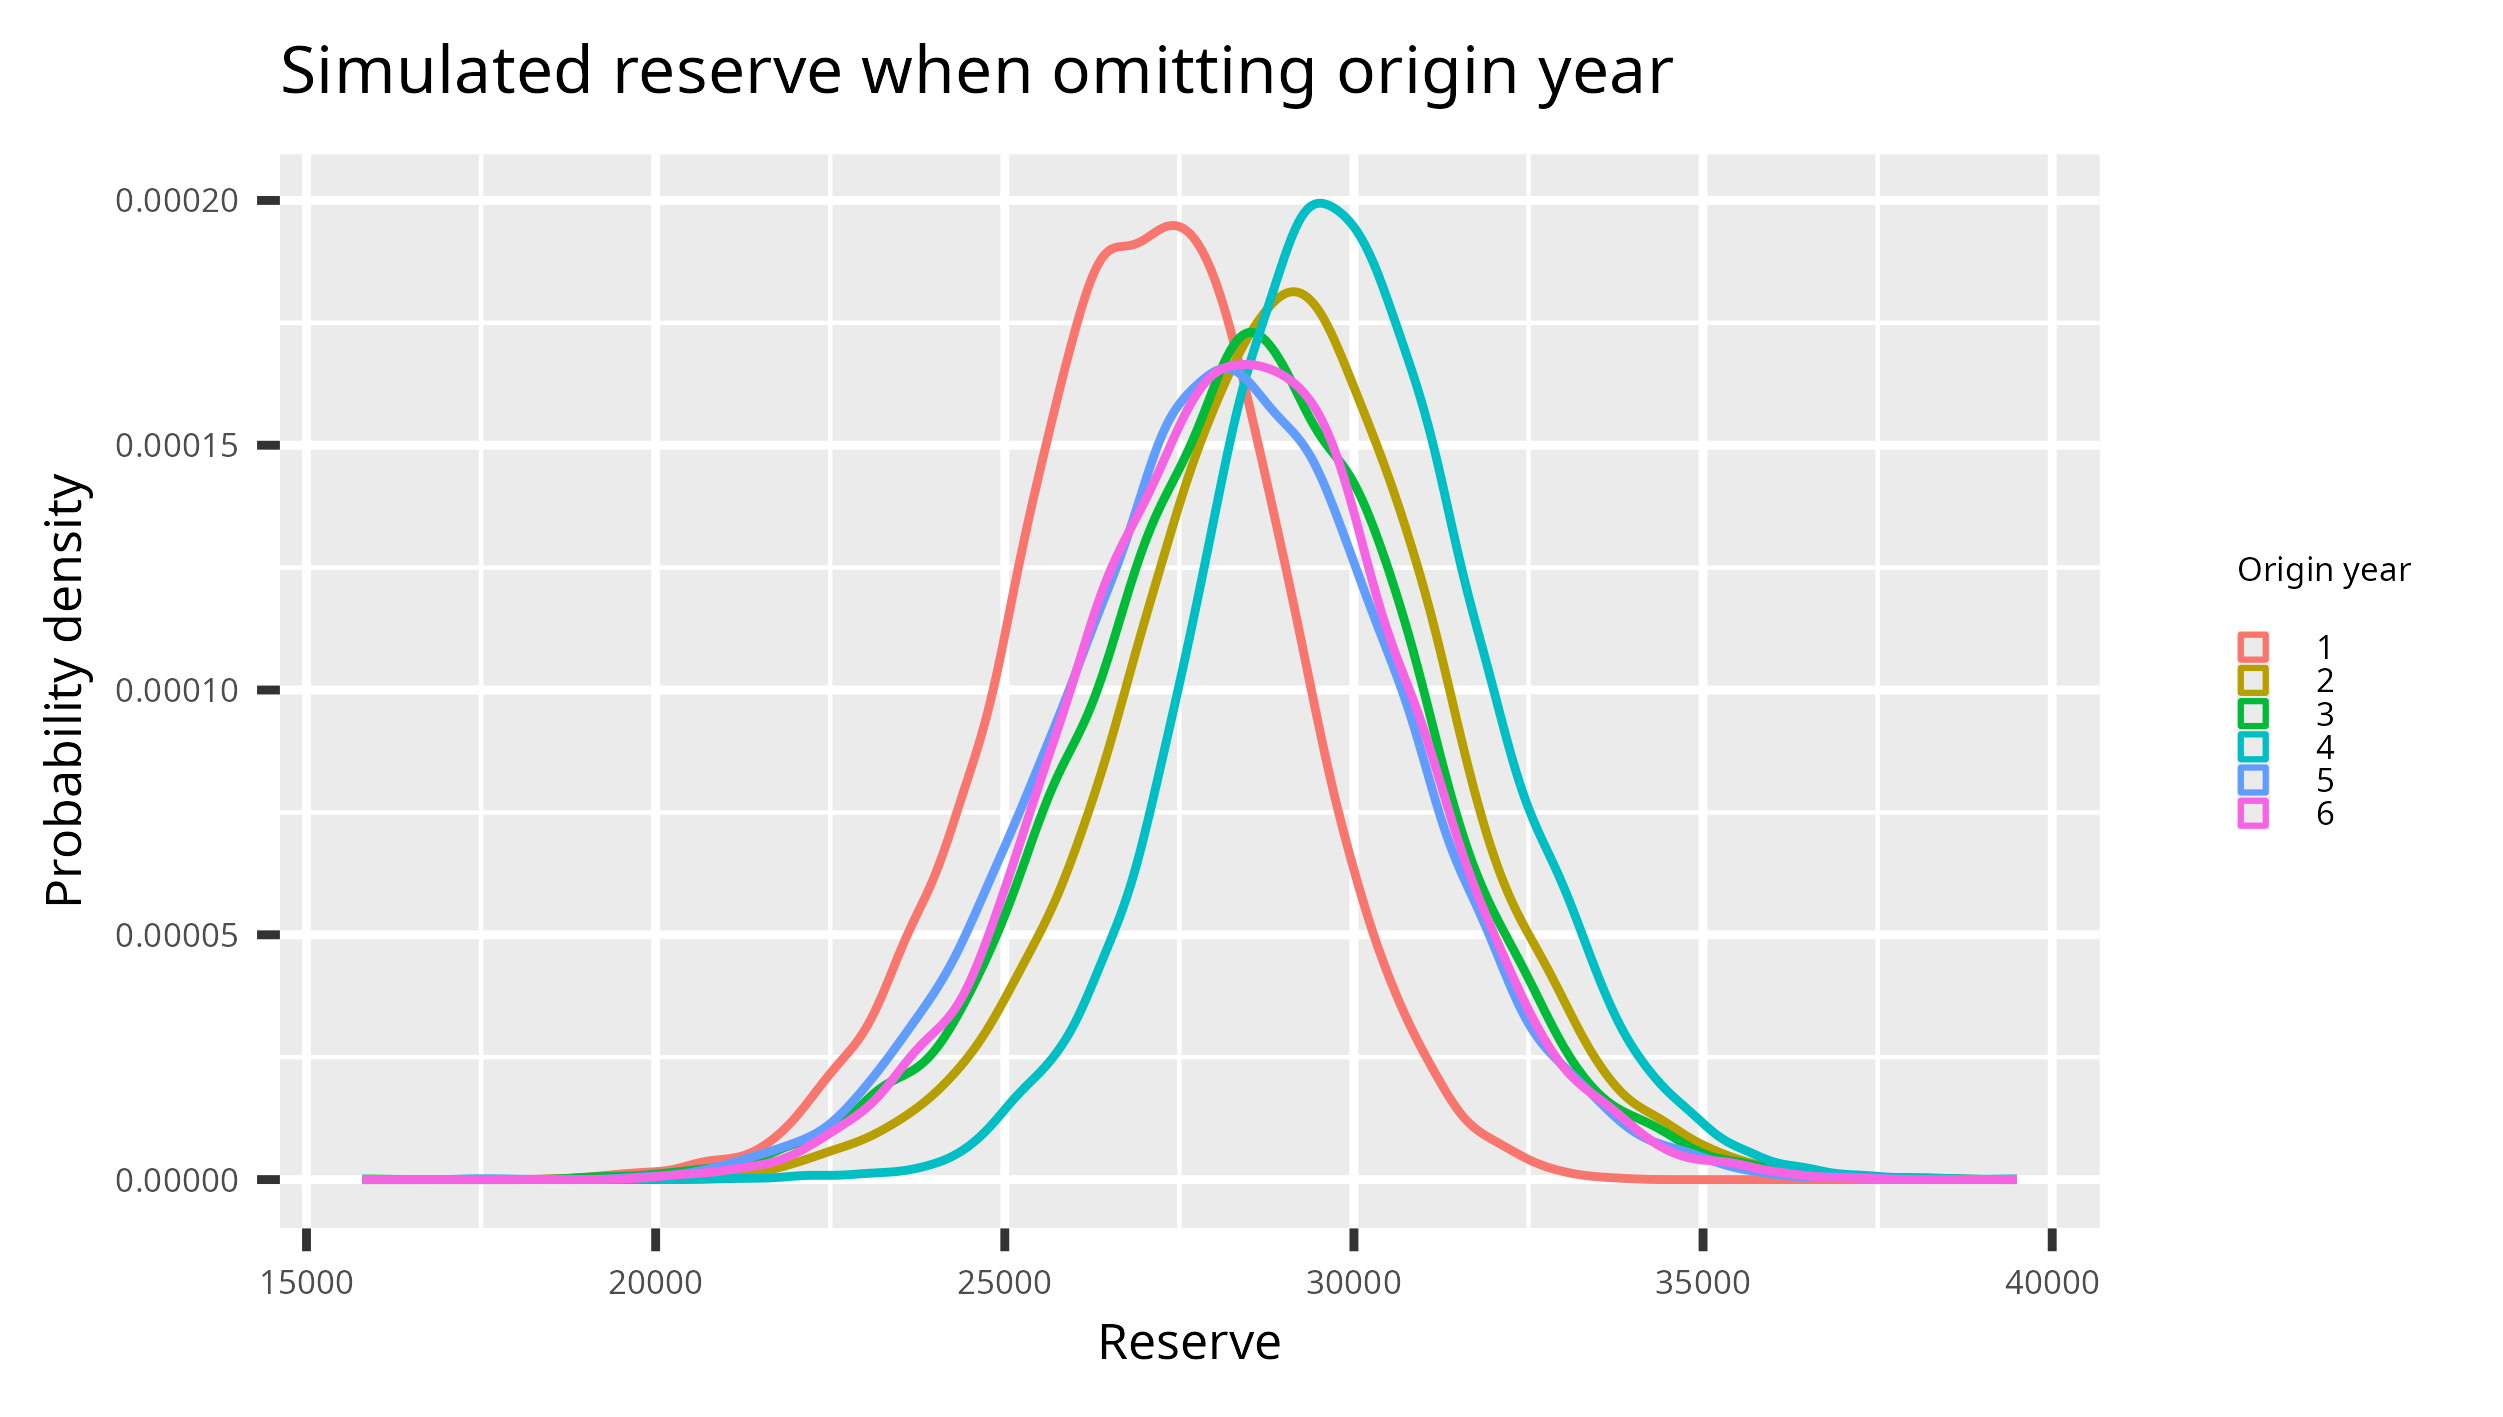 Simulated reserve when omitting origin year
0.00020
0.00015
0.00010
0.00005
0.00000
Probability density
15000 20000 25000 30000 35000 40000
Reserve
Origin year
1
2
3
4
5
6